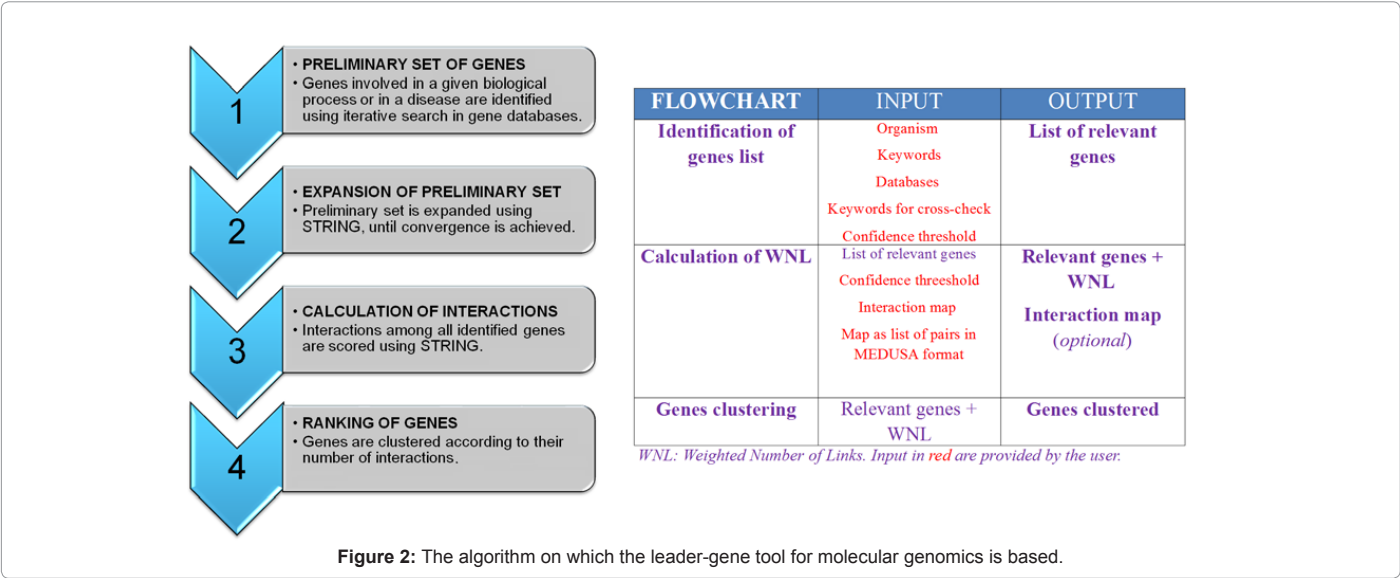 1
• PRELIMINARY SET OF GENES
• Genes involved in a given biological
process or in a disease are identified
using iterative search in gene databases.
2
• EXPANSION OF PRELIMINARY SET
• Preliminary set is expanded using
STRING, until convergence is achieved.
3
• CALCULATION OF INTERACTIONS
• Interactions among all identified genes
are scored using STRING.
4
• RANKING OF GENES
• Genes are clustered according to their
number of interactions.
FLOWCHART INPUT OUTPUT
Identification of
genes list
Organism
Keywords
Databases
Keywords for cross-check
Confidence threshold
List of relevant
genes
Calculation of WNL
List of relevant genes
Confidence threeshold
Interaction map
Map as list of pairs in
MEDUSA format
Relevant genes +
WNL
Interaction map
(optional)
Genes clustering
Relevant genes +
WNL
Genes clustered
WNL: Weighted Number of Links. Input in red are provided by the user.
Figure 2: The algorithm on which the leader-gene tool for molecular genomics is based.